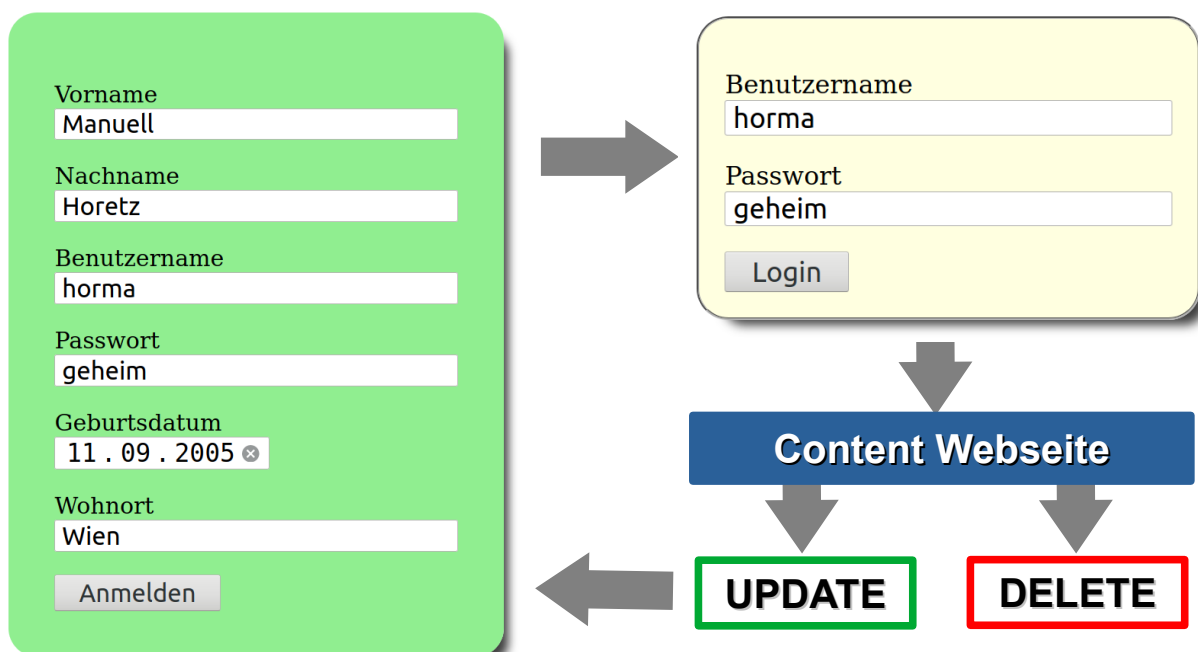 Vorname
Manuell
Nachname
Horetz
Benutzername
horma
Passwort
geheim
Geburtsdatum
11.09.2005
Wohnort
Wien
Anmelden
Benutzername
horma
Passwort
geheim
Login
Content Webseite
UPDATE
DELETE